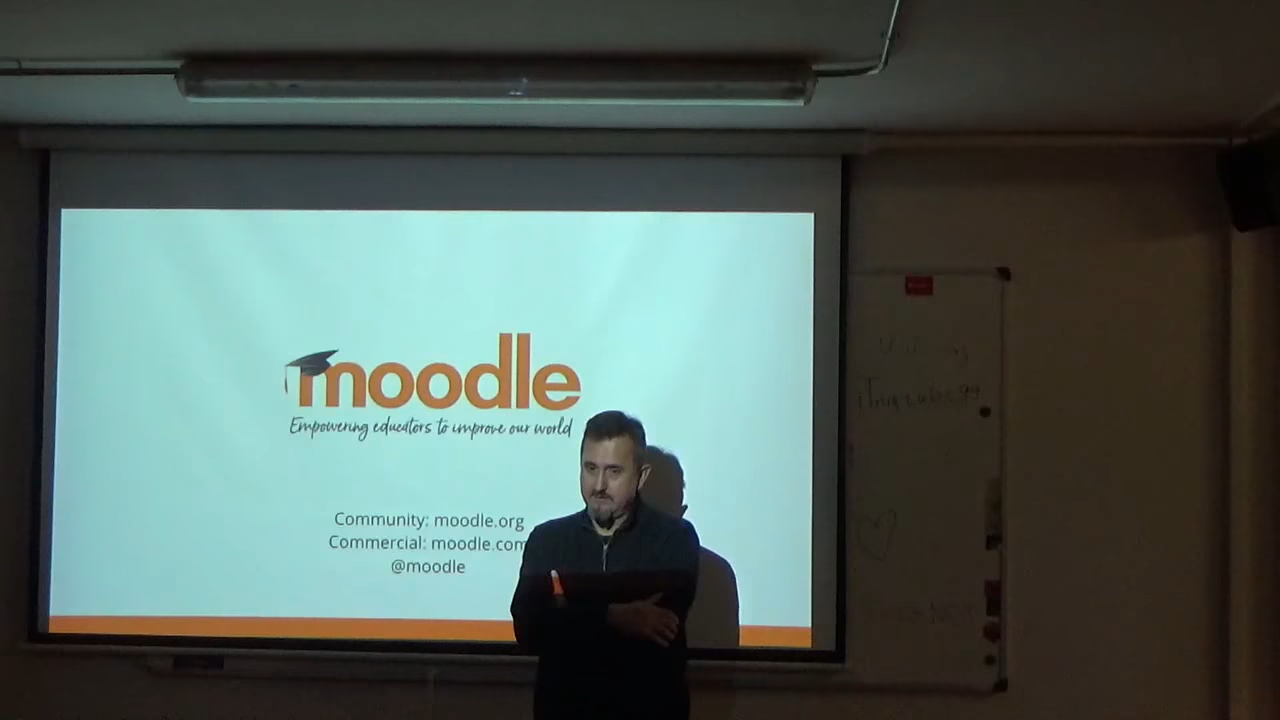 moodle
Empowering educators to improve our world
Community: moodle.org
Commercial: moodle.com
@moodle